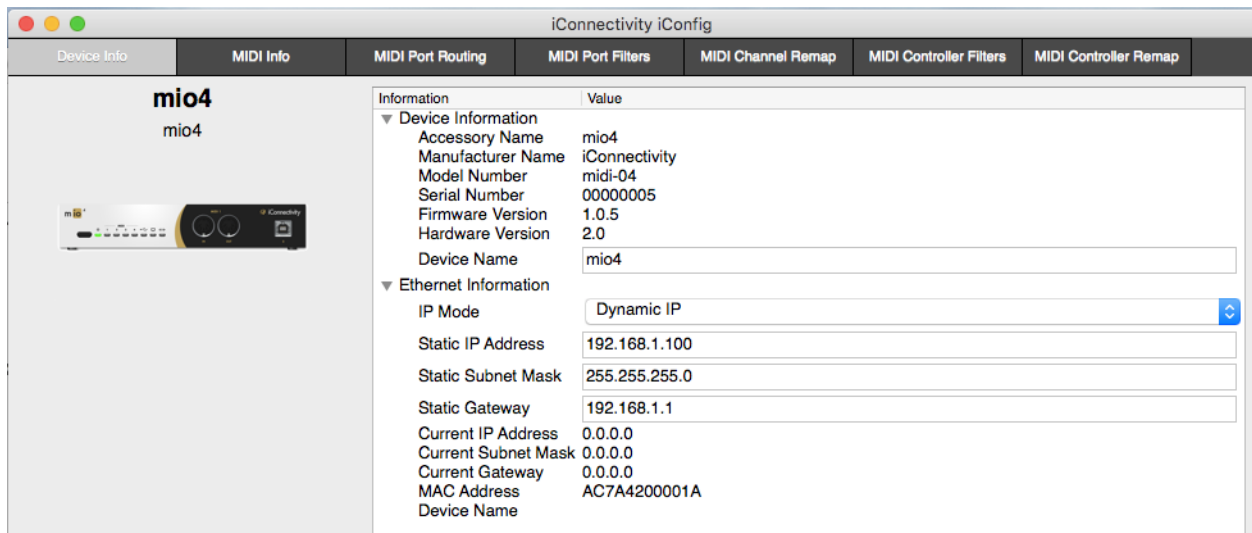 iConnectivity iConfig
Device Info MIDI Info MIDI Port Routing MIDI Port Filters MIDI Channel Remap MIDI Controller Filters MIDI Controller Remap
mio4
mio4
mio
iConnectivity
Information Value
Device Information
Accessory Name mio4
Manufacturer Name iConnectivity
Model Number midi-04
Serial Number 00000005
Firmware Version 1.0.5
Hardware Version 2.0
Device Name mio4
Ethernet Information
IP Mode Dynamic IP
Static IP Address 192.168.1.100
Static Subnet Mask 255.255.255.0
Static Gateway 192.168.1.1
Current IP Address 0.0.0.0
Current Subnet Mask 0.0.0.0
Current Gateway 0.0.0.0
MAC Address AC7A4200001A
Device Name